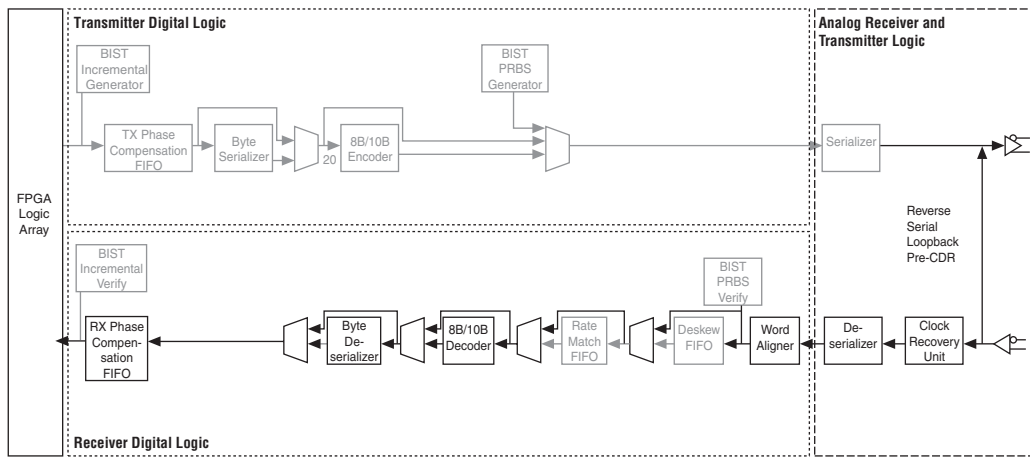 Transmitter Digital Logic
Analog Receiver and
Transmitter Logic
BIST
Incremental
Generator
BIST
PRBS
Generator
TX Phase
Compensation
FIFO
Byte
Serializer
20
8B/10B
Encoder
Serializer
FPGA
Logic
Array
Reverse
Serial
Loopback
Pre-CDR
BIST
Incremental
Verify
BIST
PRBS
Verify
RX Phase
Compen-
sation
FIFO
Byte
De-
serializer
8B/10B
Decoder
Rate
Match
FIFO
Deskew
FIFO
Word
Aligner
De-
serializer
Clock
Recovery
Unit
Receiver Digital Logic